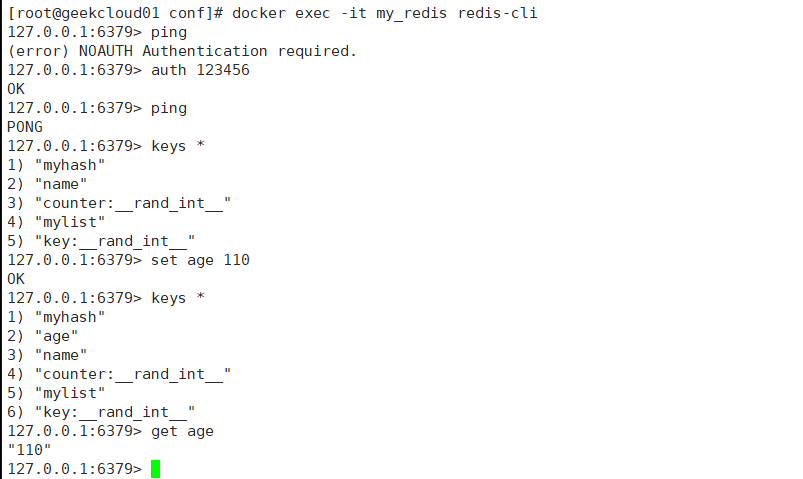 [root@geekcloud01 conf]# docker exec -it my_redis redis-cli
127.0.0.1:6379> ping
(error) NOAUTH Authentication required.
127.0.0.1:6379> auth 123456
OK
127.0.0.1:6379> ping
PONG
127.0.0.1:6379> keys *
1) "myhash"
2) "name"
3) "counter:__rand_int__"
4) "mylist"
5) "key:__rand_int__"
127.0.0.1:6379> set age 110
OK
127.0.0.1:6379> keys *
1) "myhash"
2) "age"
3) "name"
4) "counter:__rand_int__"
5) "mylist"
6) "key:__rand_int__"
127.0.0.1:6379> get age
"110"
127.0.0.1:6379>